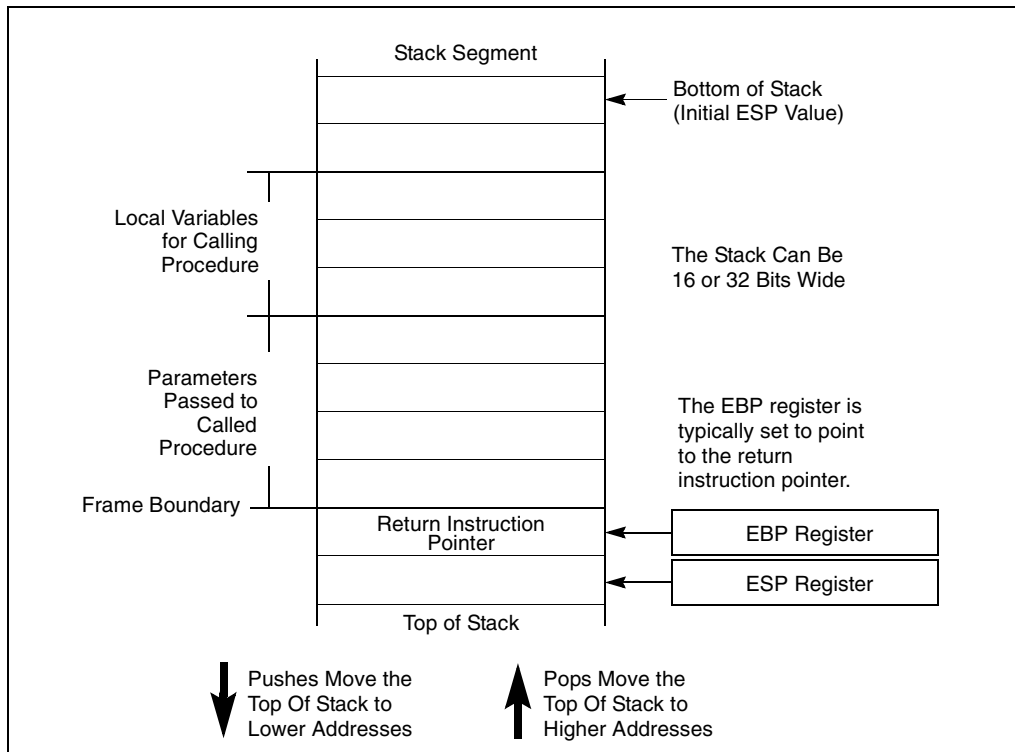 Stack Segment
Bottom of Stack
(Initial ESP Value)
Local Variables
for Calling
Procedure
The Stack Can Be
16 or 32 Bits Wide
Parameters
Passed to
Called
Procedure
The EBP register is
typically set to point
to the return
instruction pointer.
Frame Boundary
Return Instruction
Pointer
EBP Register
ESP Register
Top of Stack
Pushes Move the
Top Of Stack to
Lower Addresses
Pops Move the
Top Of Stack to
Higher Addresses